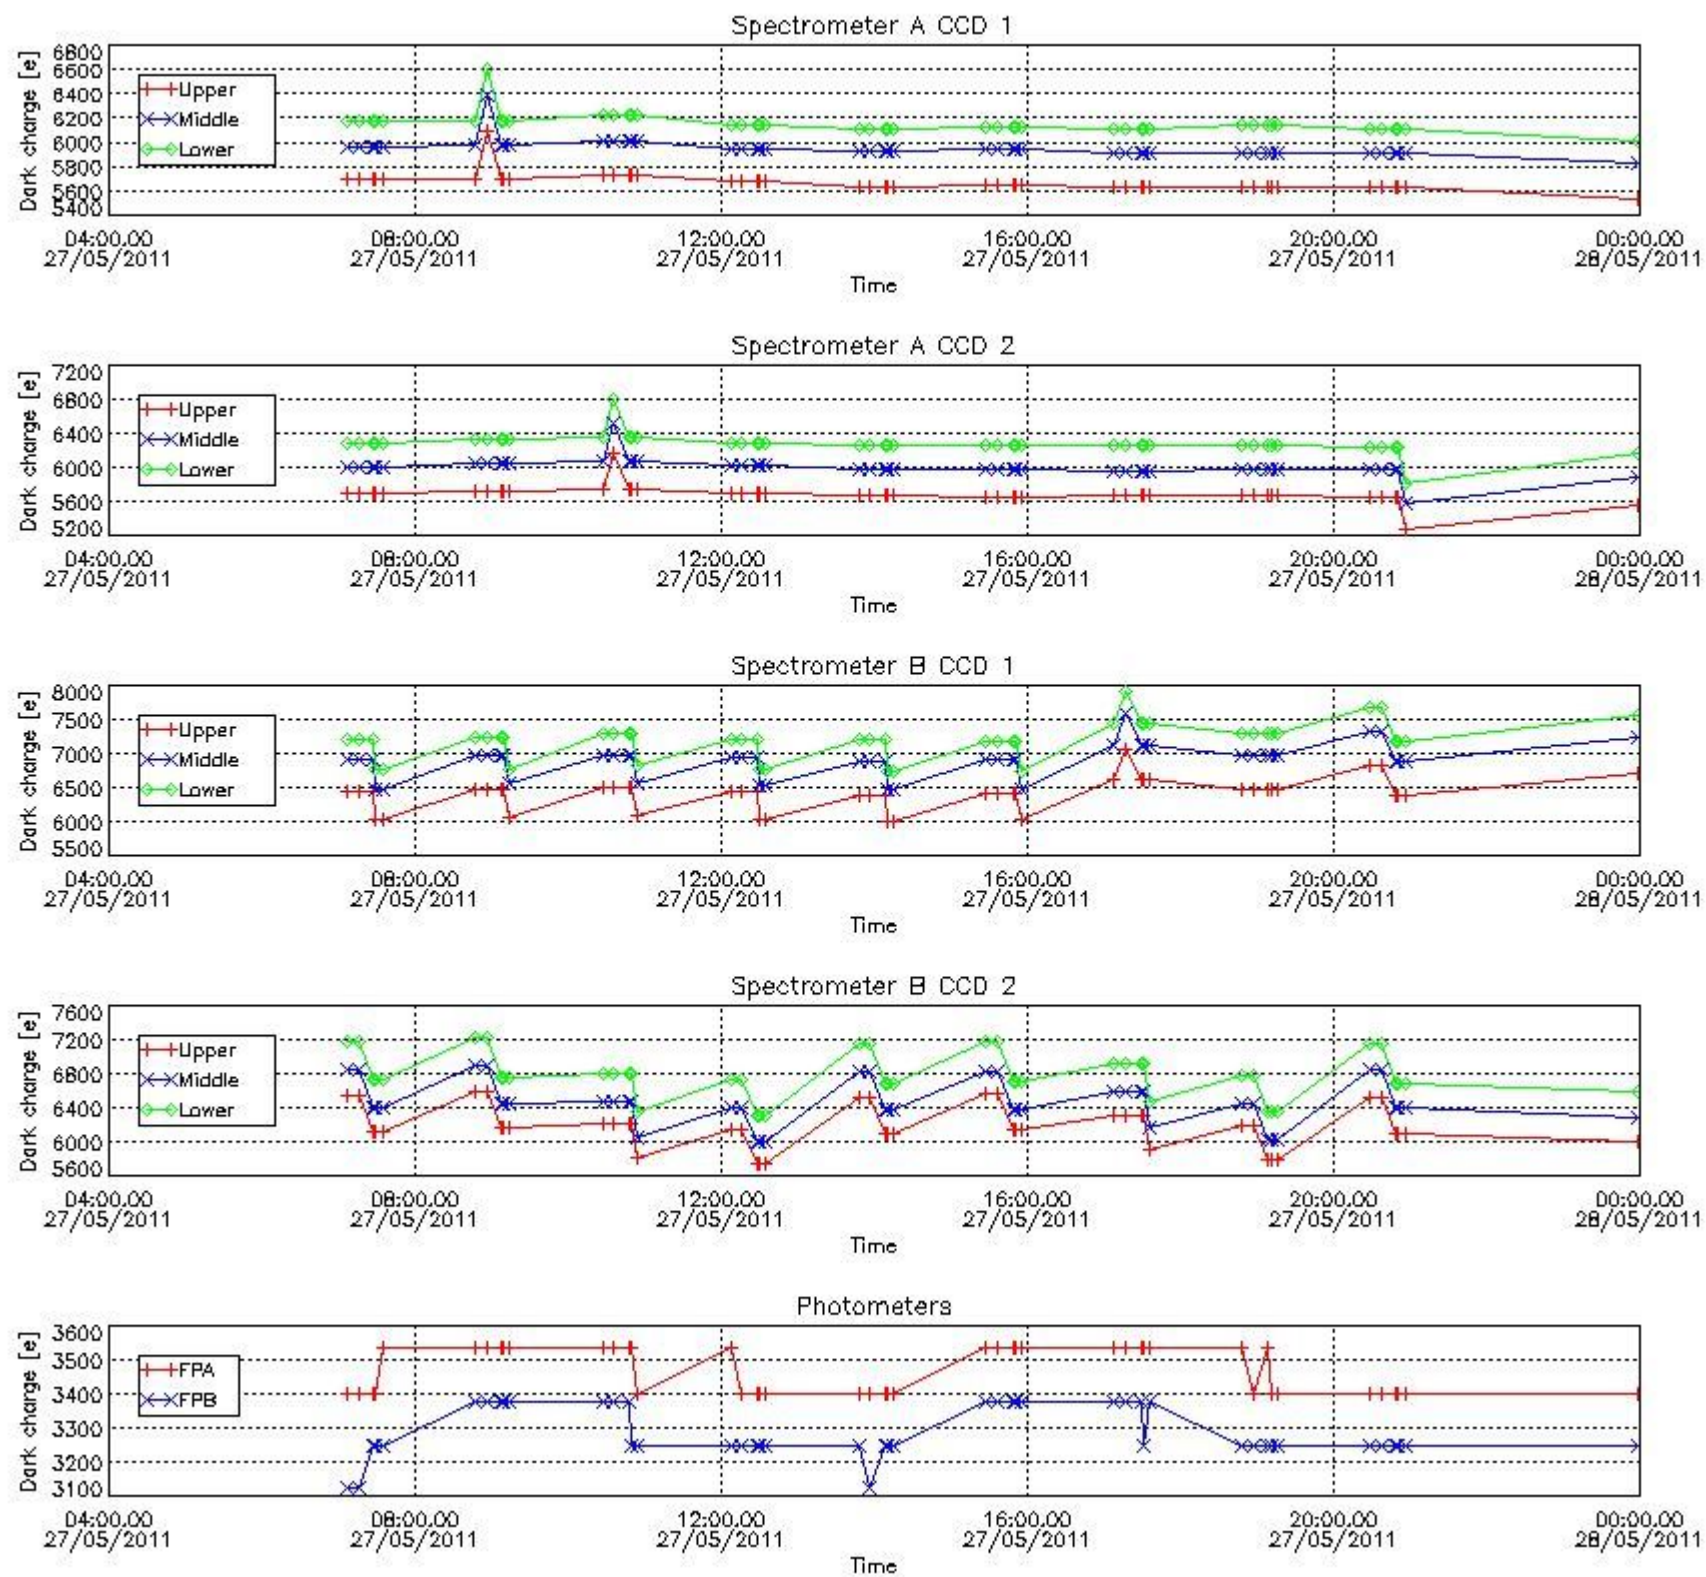 Spectrometer A CCD 1
Dark charge [e]
6800
6600
6400
6200
6000
5800
5600
5400
Upper
Middle
Lower
04:00.00 08:00.00 12:00.00 16:00.00 20:00.00 00:00.00
27/05/2011 27/05/2011 27/05/2011 27/05/2011 27/05/2011 28/05/2011
Time
Spectrometer A CCD 2
Dark charge [e]
7200
6800
6400
6000
5600
5200
Upper
Middle
Lower
04:00.00 08:00.00 12:00.00 16:00.00 20:00.00 00:00.00
27/05/2011 27/05/2011 27/05/2011 27/05/2011 27/05/2011 28/05/2011
Time
Spectrometer B CCD 1
Dark charge [e]
8000
7500
7000
6500
6000
5500
Upper
Middle
Lower
04:00.00 08:00.00 12:00.00 16:00.00 20:00.00 00:00.00
27/05/2011 27/05/2011 27/05/2011 27/05/2011 27/05/2011 28/05/2011
Time
Spectrometer B CCD 2
Dark charge [e]
7600
7200
6800
6400
6000
5600
Upper
Middle
Lower
04:00.00 08:00.00 12:00.00 16:00.00 20:00.00 00:00.00
27/05/2011 27/05/2011 27/05/2011 27/05/2011 27/05/2011 28/05/2011
Time
Photometers
Dark charge [e]
3600
3500
3400
3300
3200
3100
FPA
FPB
04:00.00 08:00.00 12:00.00 16:00.00 20:00.00 00:00.00
27/05/2011 27/05/2011 27/05/2011 27/05/2011 27/05/2011 28/05/2011
Time